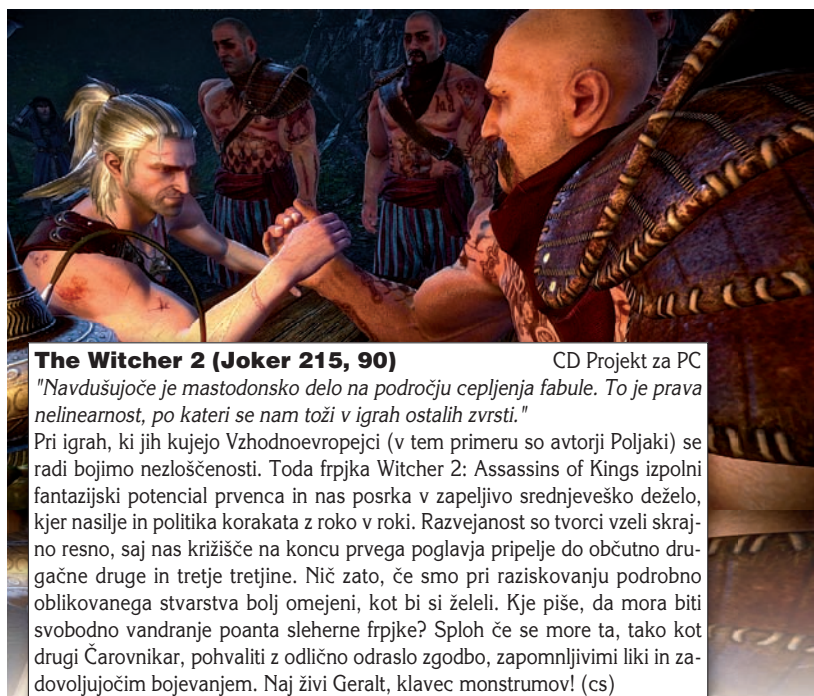 The Witcher 2 (Joker 215, 90) CD Projekt za PC
"Navdušujoče je mastodonsko delo na področju cepljenja fabule. To je prava
nelinearnost, po kateri se nam toži v igrah ostalih zvrsti."
Pri igrah, ki jih kujejo Vzhodnoevropejci (v tem primeru so avtorji Poljaki) se
radi bojimo nezloščenosti. Toda frpjka Witcher 2: Assassins of Kings izpolni
fantazijski potencial prvenca in nas posrka v zapeljivo srednjeveško deželo,
kjer nasilje in politika korakata z roko v roki. Razvejanost so tvorci vzeli skraj-
no resno, saj nas križišče na koncu prvega poglavja pripelje do občutno dru-
gačne druge in tretje tretjine. Nič zato, če smo pri raziskovanju podrobno
oblikovanega stvarstva bolj omejeni, kot bi si želeli. Kje piše, da mora biti
svobodno vandranje poanta sleherne frpjke? Sploh če se more ta, tako kot
drugi Čarovnikar, pohvaliti z odlično odraslo zgodbo, zapomnljivimi liki in za-
dovoljujočim bojevanjem. Naj živi Geralt, klavec monstrumov! (cs)